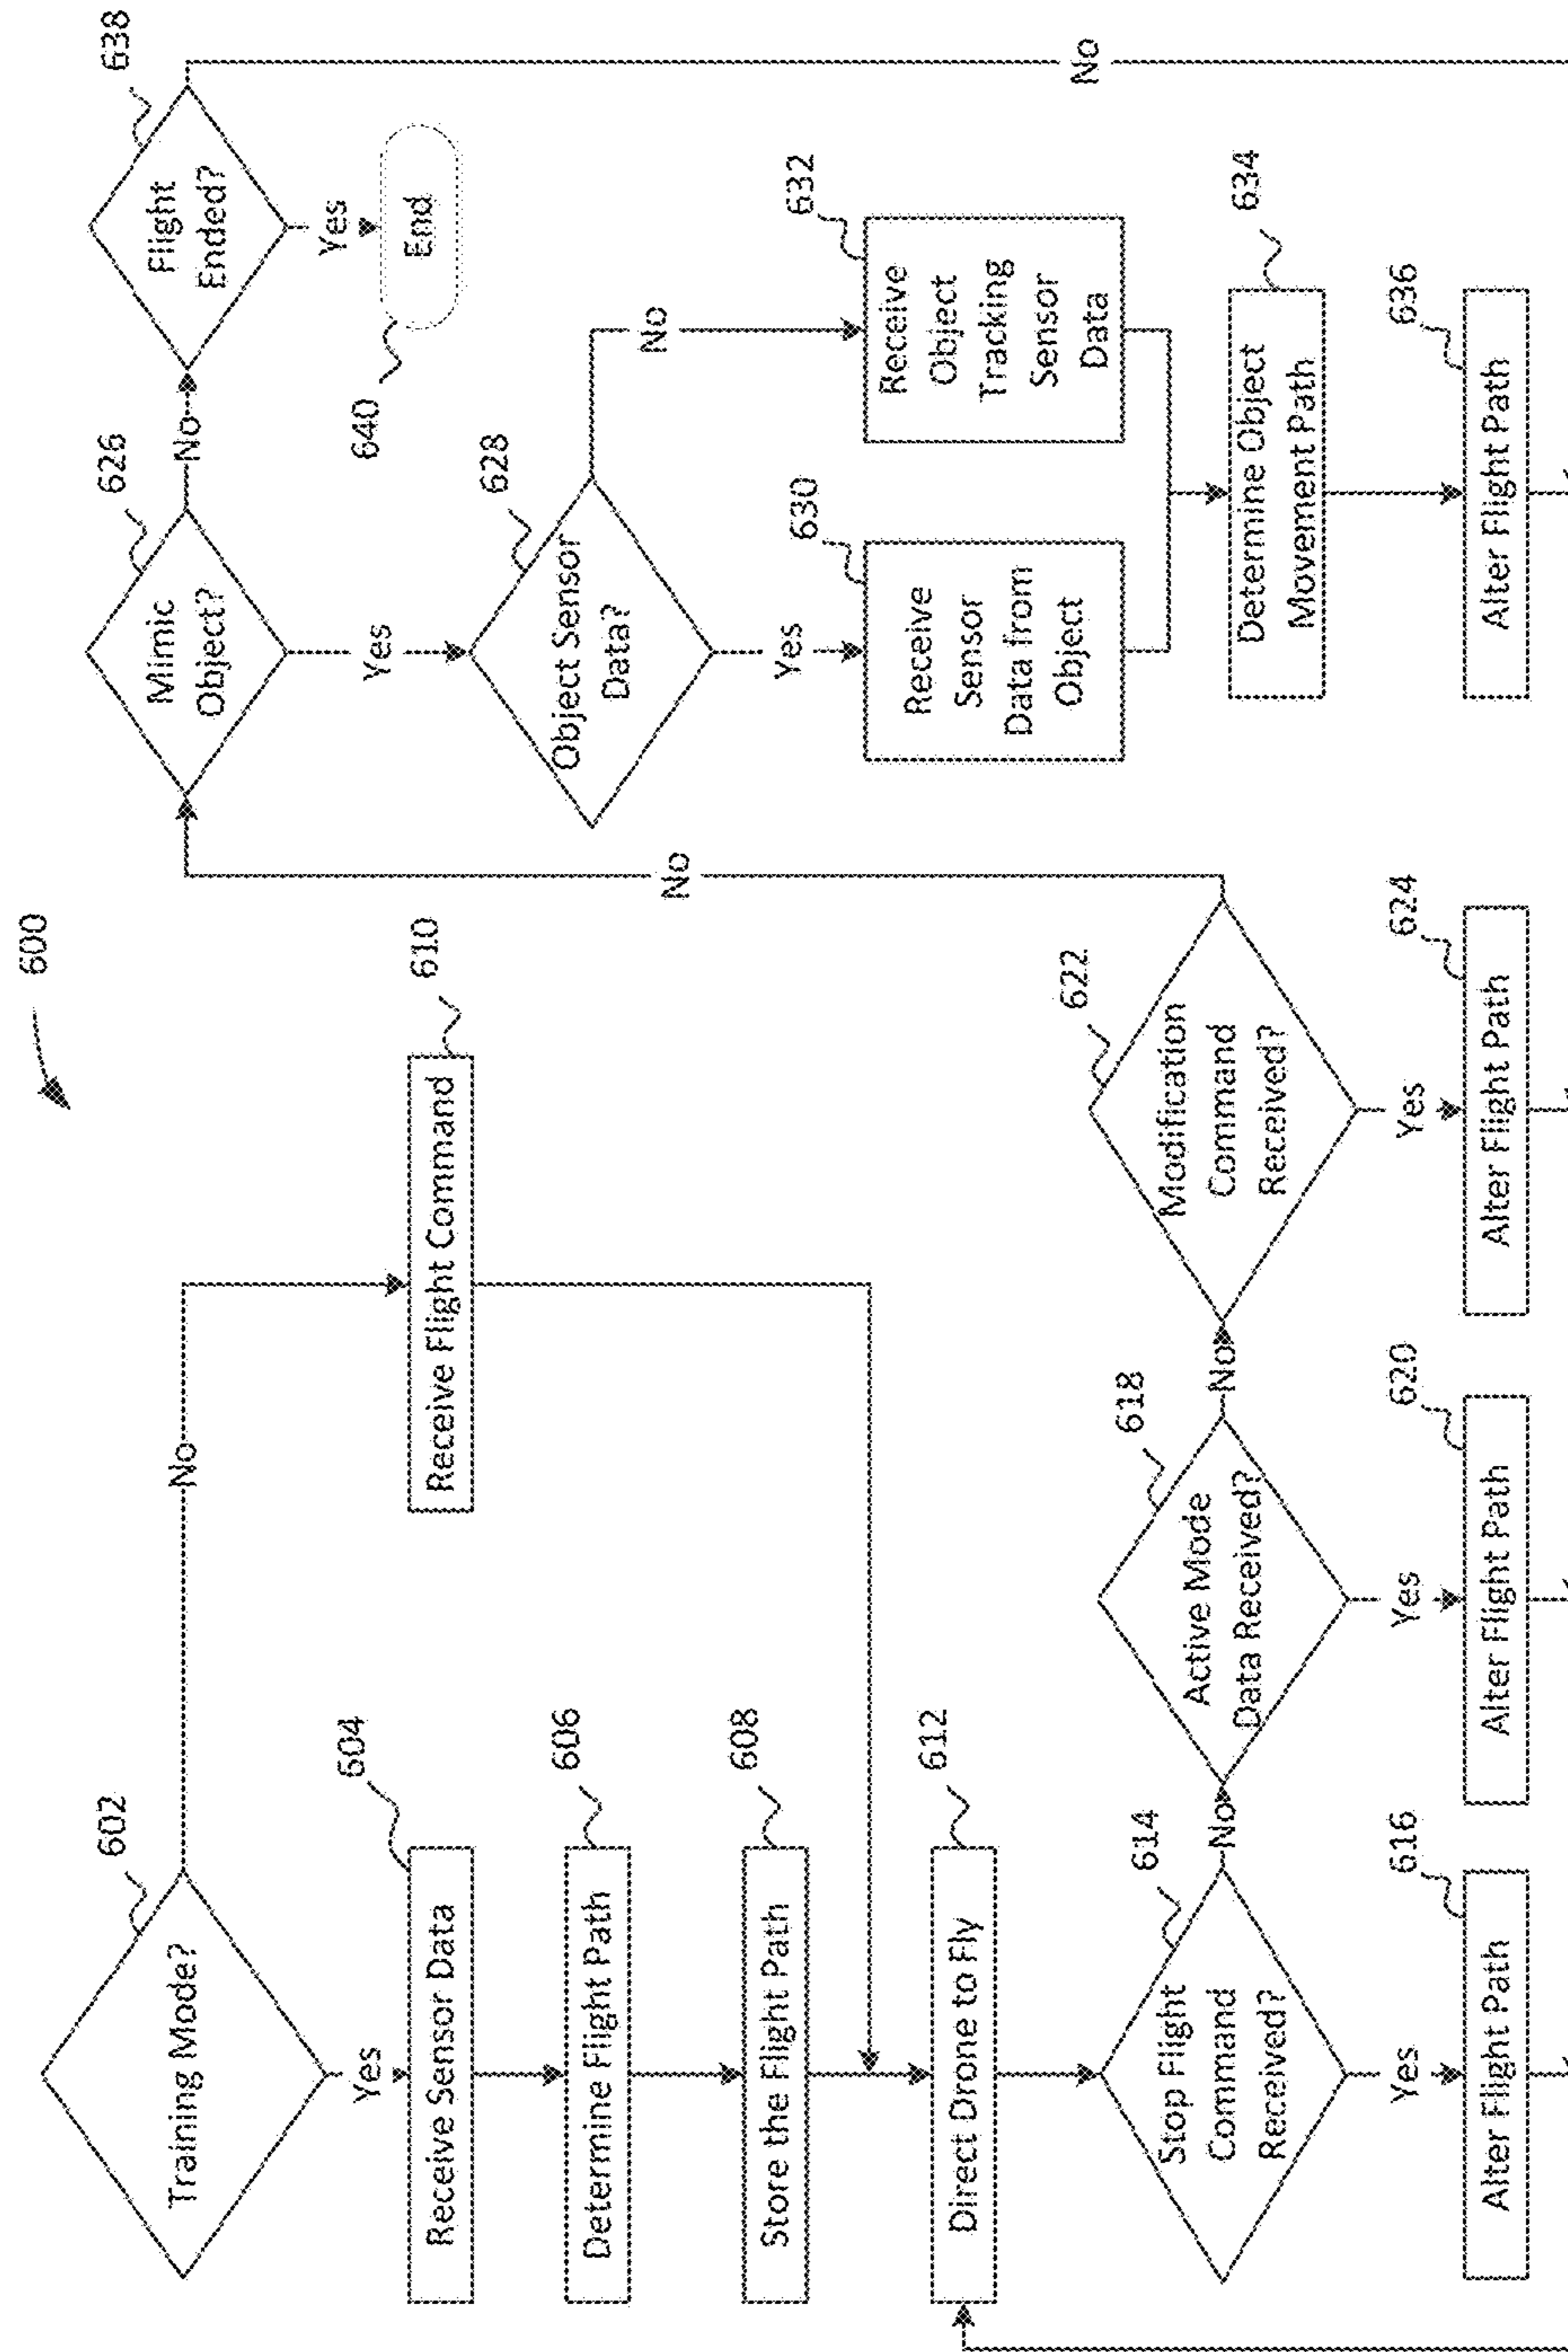 600
602
Training Mode?
Yes
No
604
Receive Sensor Data
606
Determine Flight Path
608
Store the Flight Path
610
Receive Flight Command
612
Direct Drone to Fly
614
Stop Flight
Command
Received?
No
Yes
616
Alter Flight Path
618
Active Mode
Data Received?
No
Yes
620
Alter Flight Path
622
Modification
Command
Received?
No
Yes
624
Alter Flight Path
626
Mimic
Object?
No
Yes
628
Object Sensor
Data?
No
Yes
630
Receive
Sensor
Data from
Object
632
Receive
Object
Tracking
Sensor
Data
634
Determine Object
Movement Path
636
Alter Flight Path
638
Flight
Ended?
No
Yes
640
End